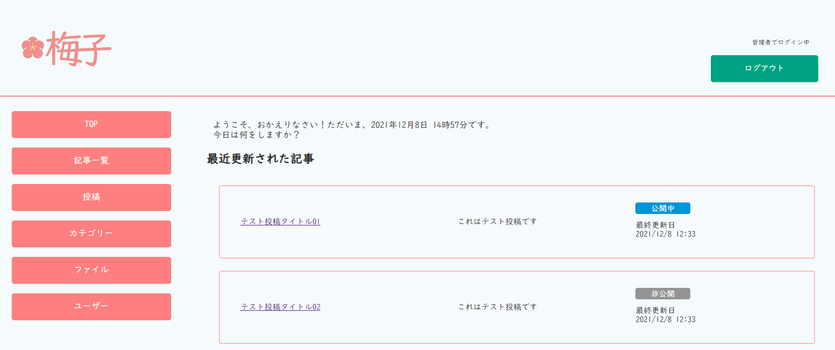 梅子
管理者でログイン中
ログアウト
TOP
記事一覧
投稿
カテゴリー
ファイル
ユーザー
ようこそ、おかえりなさい！ただいま、2021年12月8日 14時57分です。
今日は何をしますか？
最近更新された記事
テスト投稿タイトル01
これはテスト投稿です
公開中
最終更新日
2021/12/8 12:33
テスト投稿タイトル02
これはテスト投稿です
非公開
最終更新日
2021/12/8 12:33